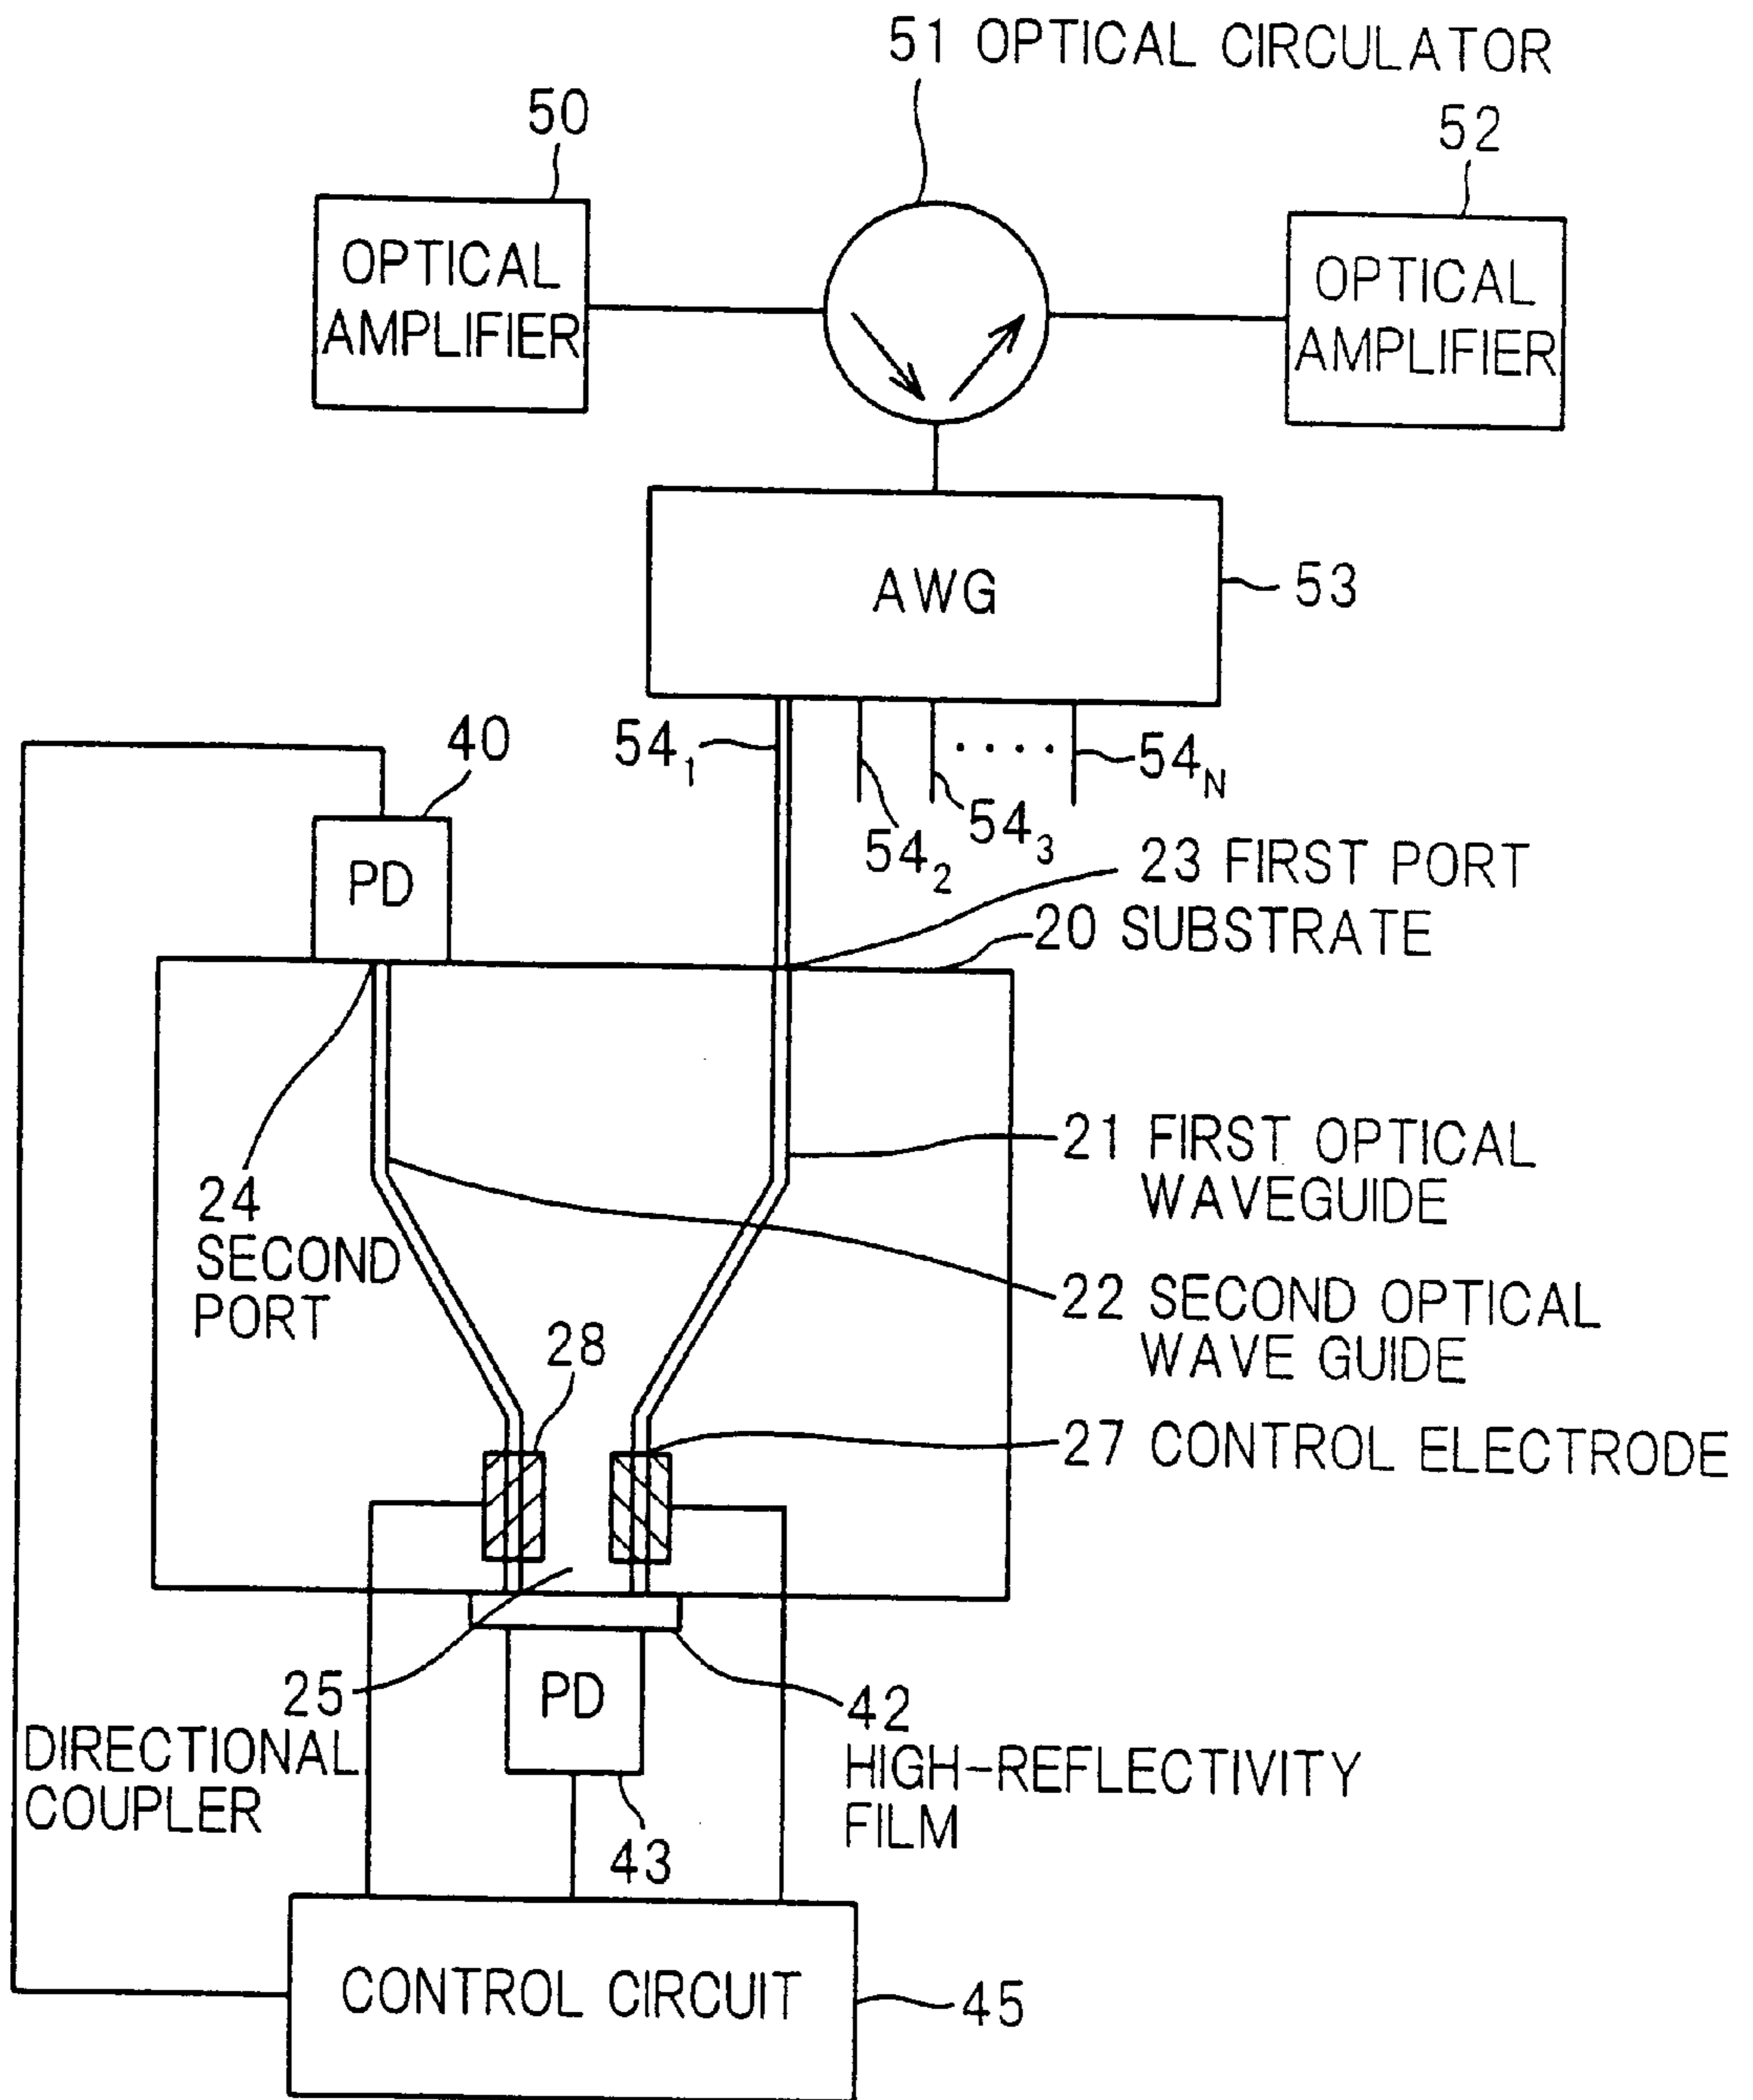 51 OPTICAL CIRCULATOR
50
52
OPTICAL
AMPLIFIER
OPTICAL
AMPLIFIER
AWG
53
40
54₁
54₂
54₃
....
54N
PD
23 FIRST PORT
20 SUBSTRATE
21 FIRST OPTICAL
WAVEGUIDE
24
SECOND
PORT
22 SECOND OPTICAL
WAVE GUIDE
28
27 CONTROL ELECTRODE
25
DIRECTIONAL
COUPLER
PD
42
HIGH-REFLECTIVITY
FILM
43
CONTROL CIRCUIT
45